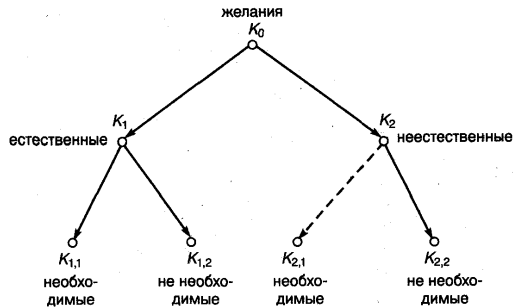 желания
K0
K1
K2
естественные
неестественные
K1,1
K1,2
K2,1
K2,2
необхо-
димые
не необхо-
димые
необхо-
димые
не необхо-
димые